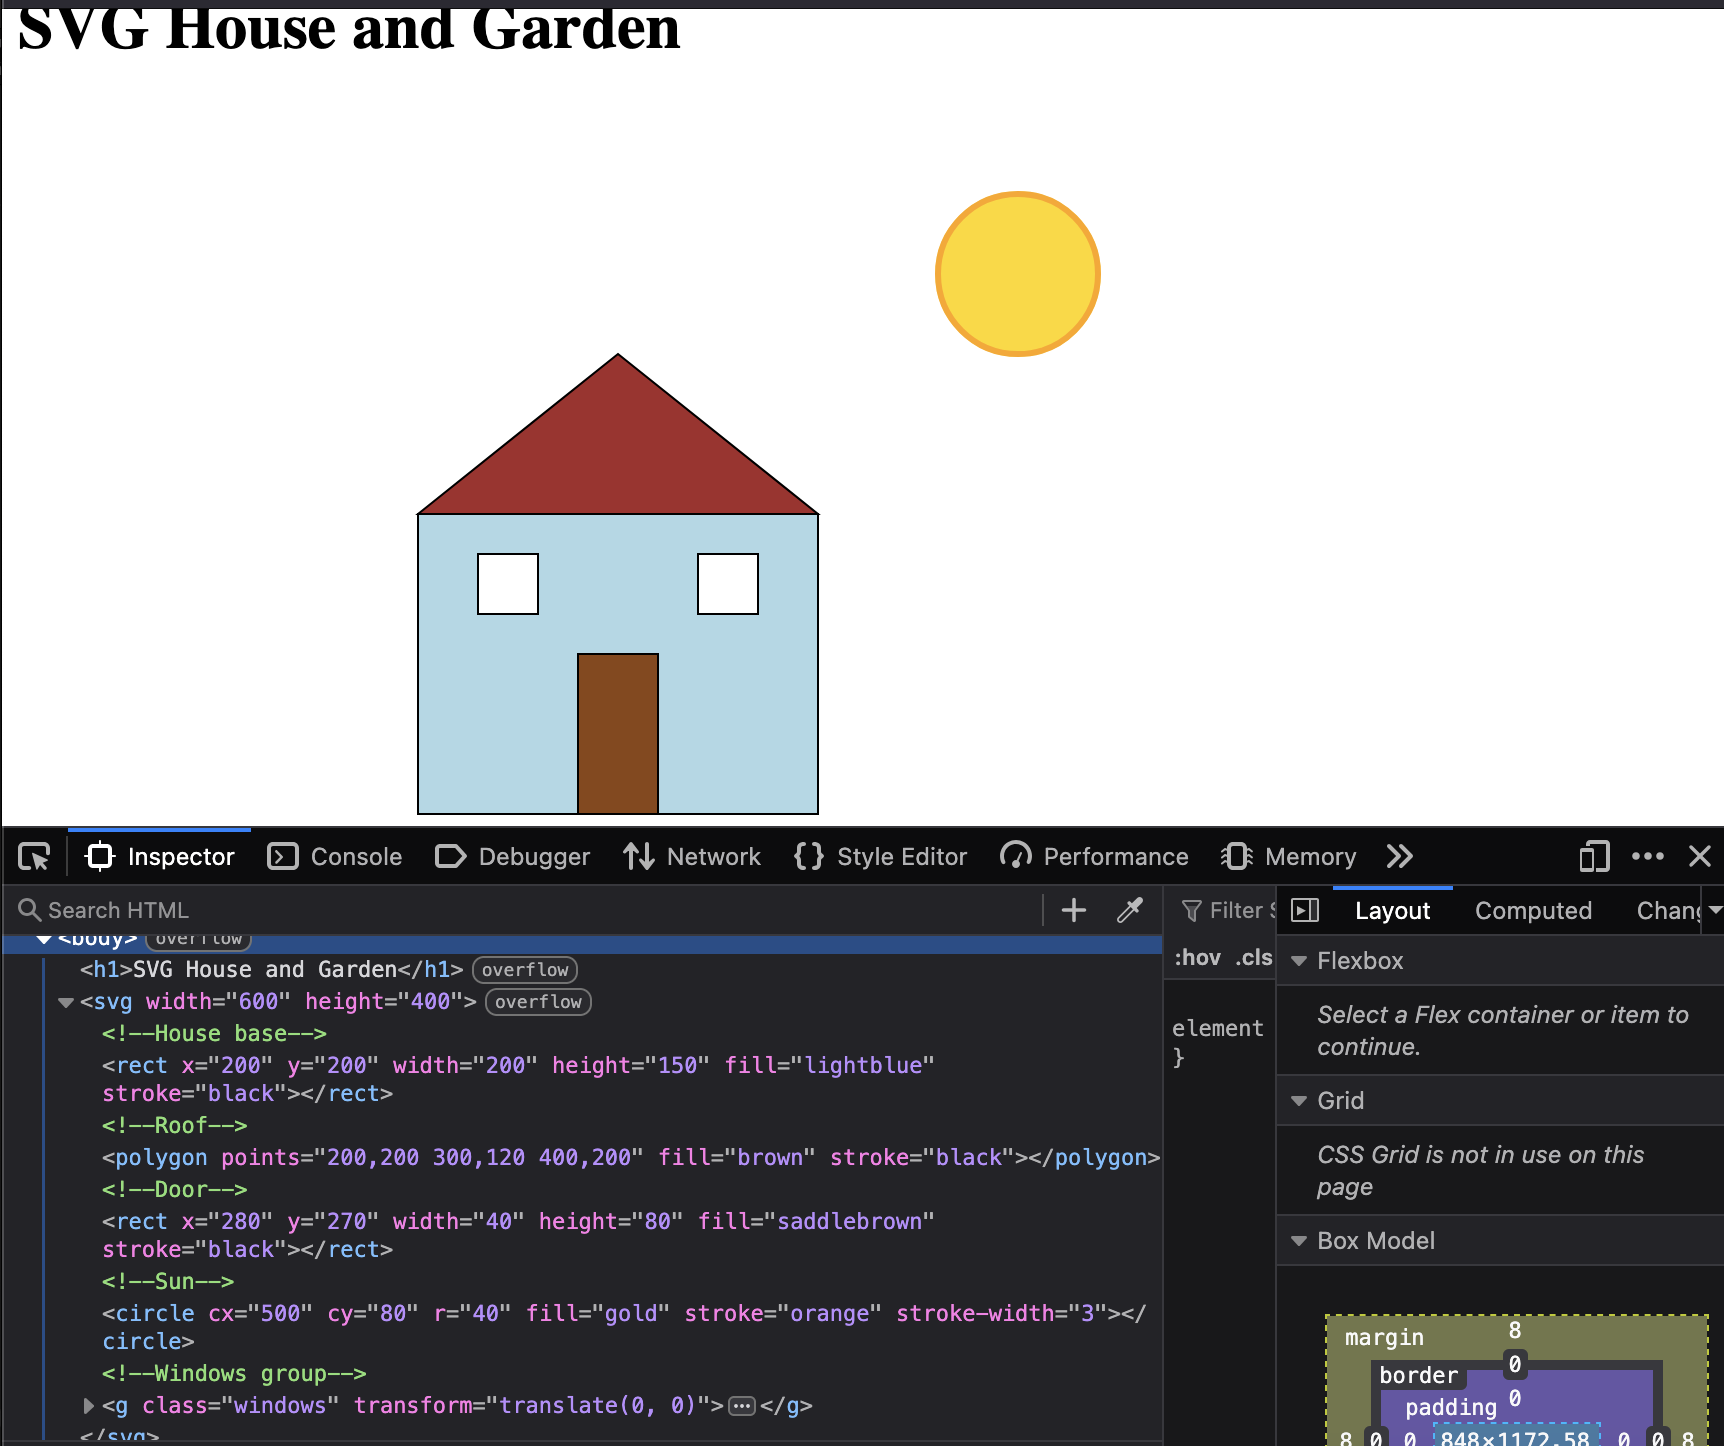 SVG House and Garden
Inspector Console Debugger Network Style Editor Performance Memory
Search HTML
Filter S
Layout Computed Chang
:hov .cls
<body> overflow
<h1>SVG House and Garden</h1> overflow
<svg width="600" height="400"> overflow
<!--House base-->
<rect x="200" y="200" width="200" height="150" fill="lightblue"
stroke="black"></rect>
<!--Roof-->
<polygon points="200,200 300,120 400,200" fill="brown" stroke="black"></polygon>
<!--Door-->
<rect x="280" y="270" width="40" height="80" fill="saddlebrown"
stroke="black"></rect>
<!--Sun-->
<circle cx="500" cy="80" r="40" fill="gold" stroke="orange" stroke-width="3"></
circle>
<!--Windows group-->
<g class="windows" transform="translate(0, 0)">…</g>
</svg>
element
}
Flexbox
Select a Flex container or item to
continue.
Grid
CSS Grid is not in use on this
page
Box Model
margin 8
border 0
padding 0
8 0 0 848×1172.58 0 0 8